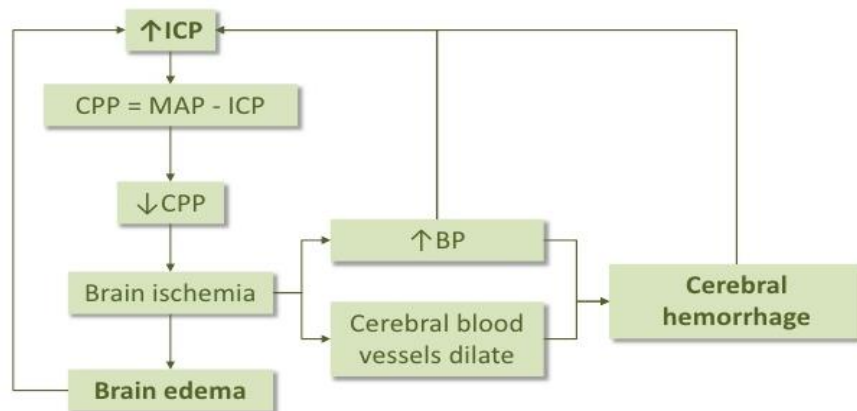 ↑ICP
CPP = MAP - ICP
↓CPP
Brain ischemia
Brain edema
↑BP
Cerebral blood
vessels dilate
Cerebral
hemorrhage